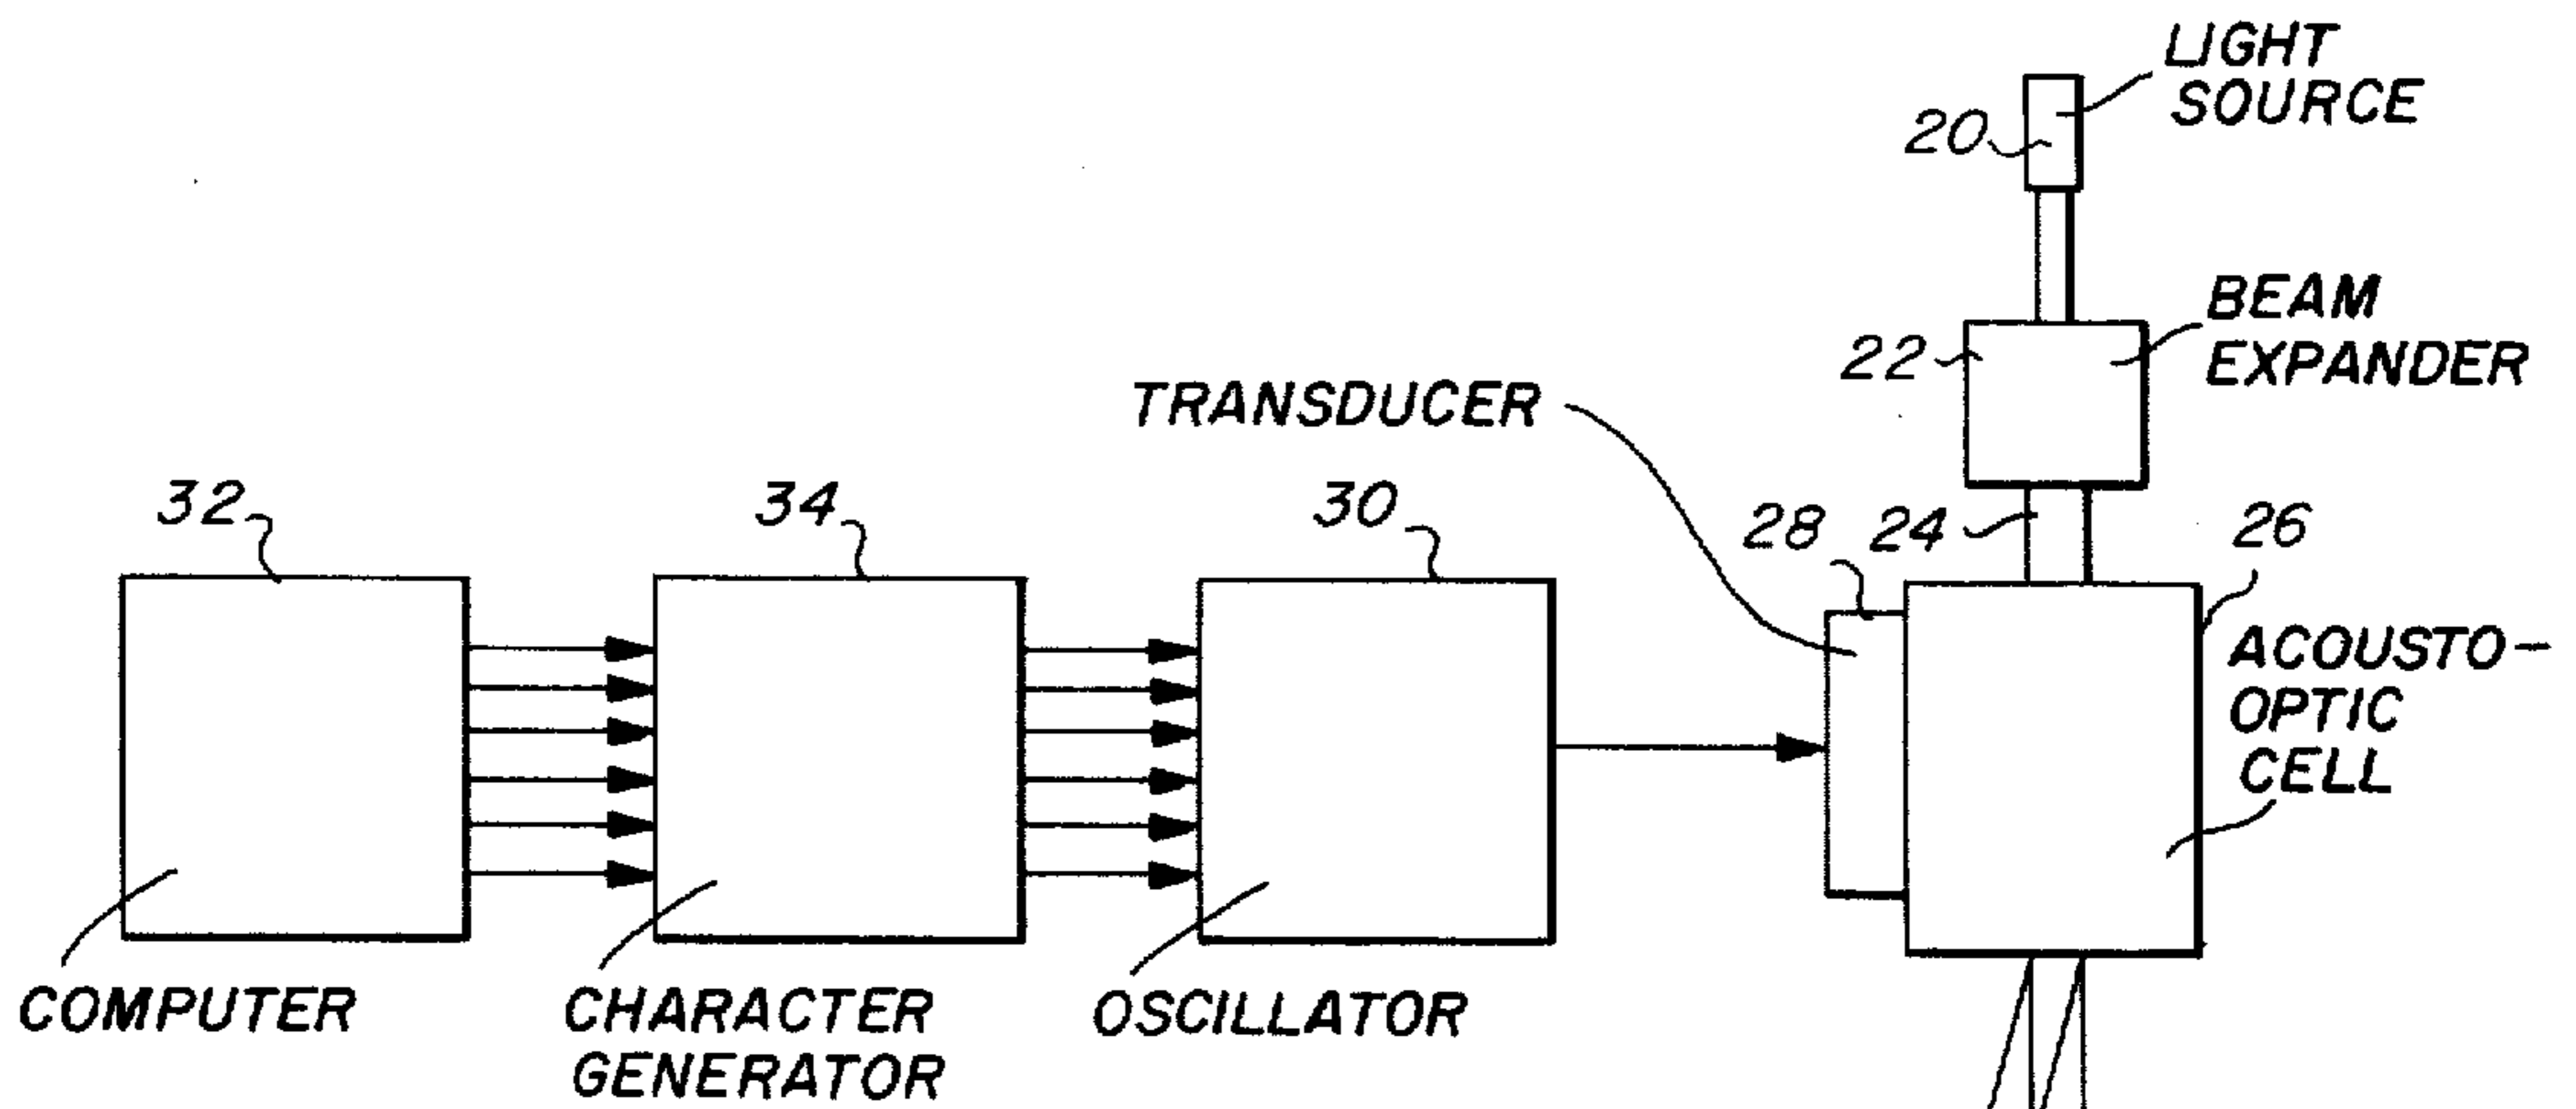 LIGHT
SOURCE
20
BEAM
EXPANDER
22
TRANSDUCER
32
34
30
28
24
26
ACOUSTO-
OPTIC
CELL
COMPUTER
CHARACTER
GENERATOR
OSCILLATOR